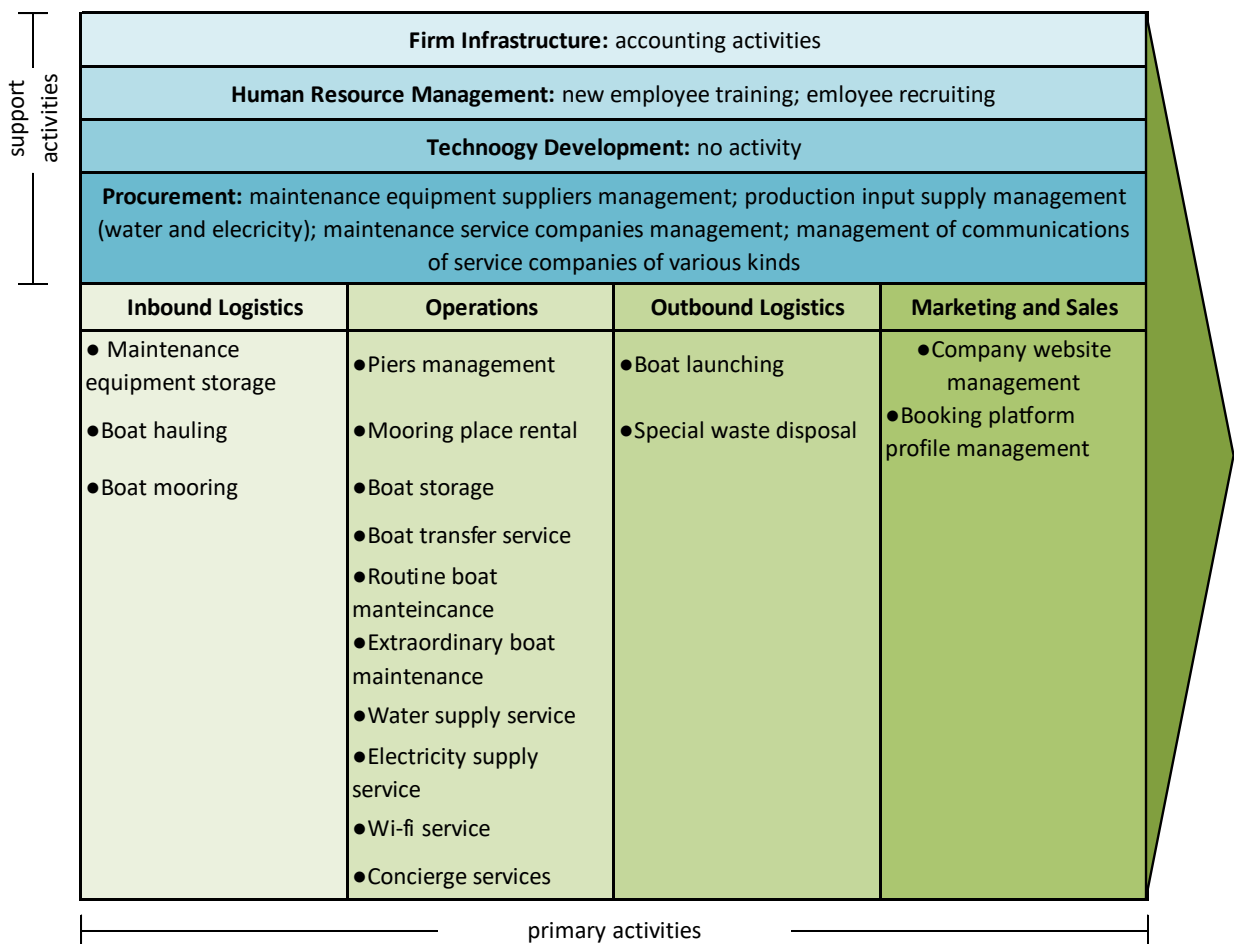 support
activities
Firm Infrastructure: accounting activities
Human Resource Management: new employee training; emloyee recruiting
Technoogy Development: no activity
Procurement: maintenance equipment suppliers management; production input supply management
(water and elecricity); maintenance service companies management; management of communications
of service companies of various kinds
Inbound Logistics
● Maintenance
equipment storage
●Boat hauling
●Boat mooring
Operations
●Piers management
●Mooring place rental
●Boat storage
●Boat transfer service
●Routine boat
manteincance
●Extraordinary boat
maintenance
●Water supply service
●Electricity supply
service
●Wi-fi service
●Concierge services
Outbound Logistics
●Boat launching
●Special waste disposal
Marketing and Sales
●Company website
management
●Booking platform
profile management
primary activities